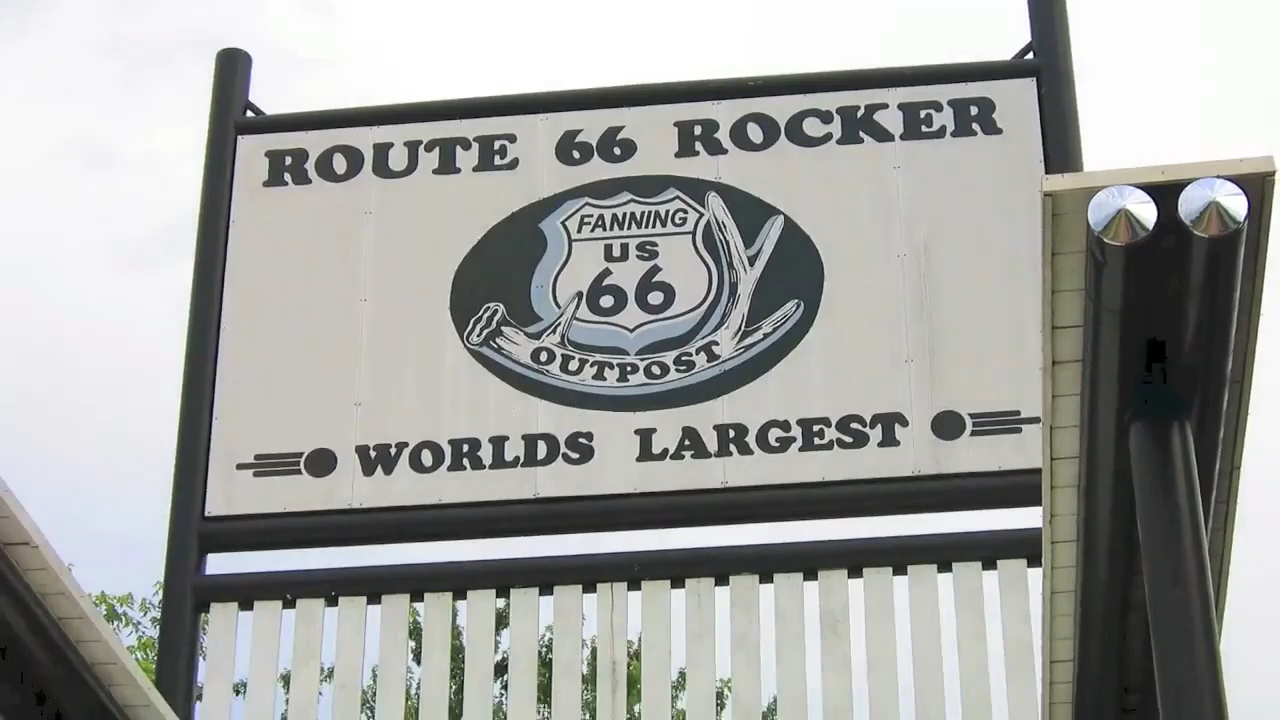 ROUTE 66 ROCKER
FANNING
US
66
OUTPOST
WORLDS LARGEST